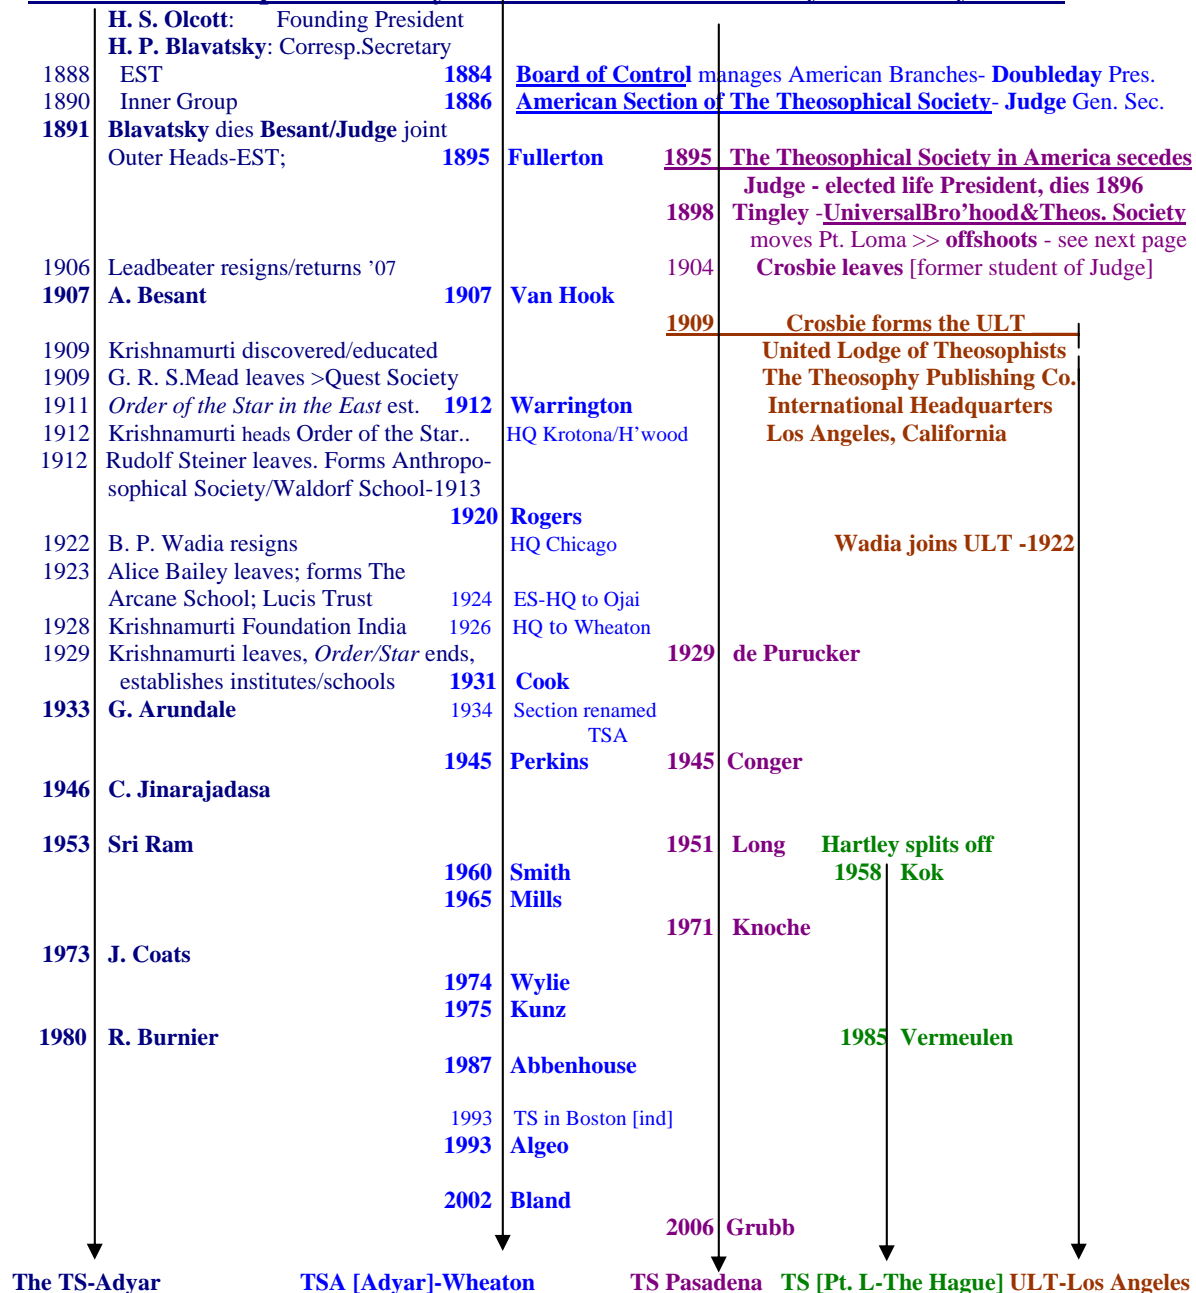 H. S. Olcott: Founding President
H. P. Blavatsky: Corresp.Secretary
1888 EST 1884 Board of Control manages American Branches- Doubleday Pres.
1890 Inner Group 1886 American Section of The Theosophical Society- Judge Gen. Sec.
1891 Blavatsky dies Besant/Judge joint
Outer Heads-EST; 1895 Fullerton 1895 The Theosophical Society in America secedes
Judge - elected life President, dies 1896
1898 Tingley -UniversalBro'hood&Theos. Society
moves Pt. Loma >> offshoots - see next page
1906 Leadbeater resigns/returns '07 1904 Crosbie leaves [former student of Judge]
1907 A. Besant 1907 Van Hook
1909 Crosbie forms the ULT
1909 Krishnamurti discovered/educated United Lodge of Theosophists
1909 G. R. S.Mead leaves >Quest Society The Theosophy Publishing Co.
1911 Order of the Star in the East est. 1912 Warrington International Headquarters
1912 Krishnamurti heads Order of the Star.. HQ Krotona/H'wood Los Angeles, California
1912 Rudolf Steiner leaves. Forms Anthropo-
sophical Society/Waldorf School-1913
1920 Rogers
1922 B. P. Wadia resigns HQ Chicago Wadia joins ULT -1922
1923 Alice Bailey leaves; forms The
Arcane School; Lucis Trust 1924 ES-HQ to Ojai
1928 Krishnamurti Foundation India 1926 HQ to Wheaton
1929 Krishnamurti leaves, Order/Star ends, 1929 de Purucker
establishes institutes/schools 1931 Cook
1933 G. Arundale 1934 Section renamed
TSA
1945 Perkins 1945 Conger
1946 C. Jinarajadasa
1953 Sri Ram 1951 Long Hartley splits off
1960 Smith 1958 Kok
1965 Mills
1971 Knoche
1973 J. Coats
1974 Wylie
1975 Kunz
1980 R. Burnier 1985 Vermeulen
1987 Abbenhouse
1993 TS in Boston [ind]
1993 Algeo
2002 Bland
2006 Grubb
The TS-Adyar TSA [Adyar]-Wheaton TS Pasadena TS [Pt. L-The Hague] ULT-Los Angeles